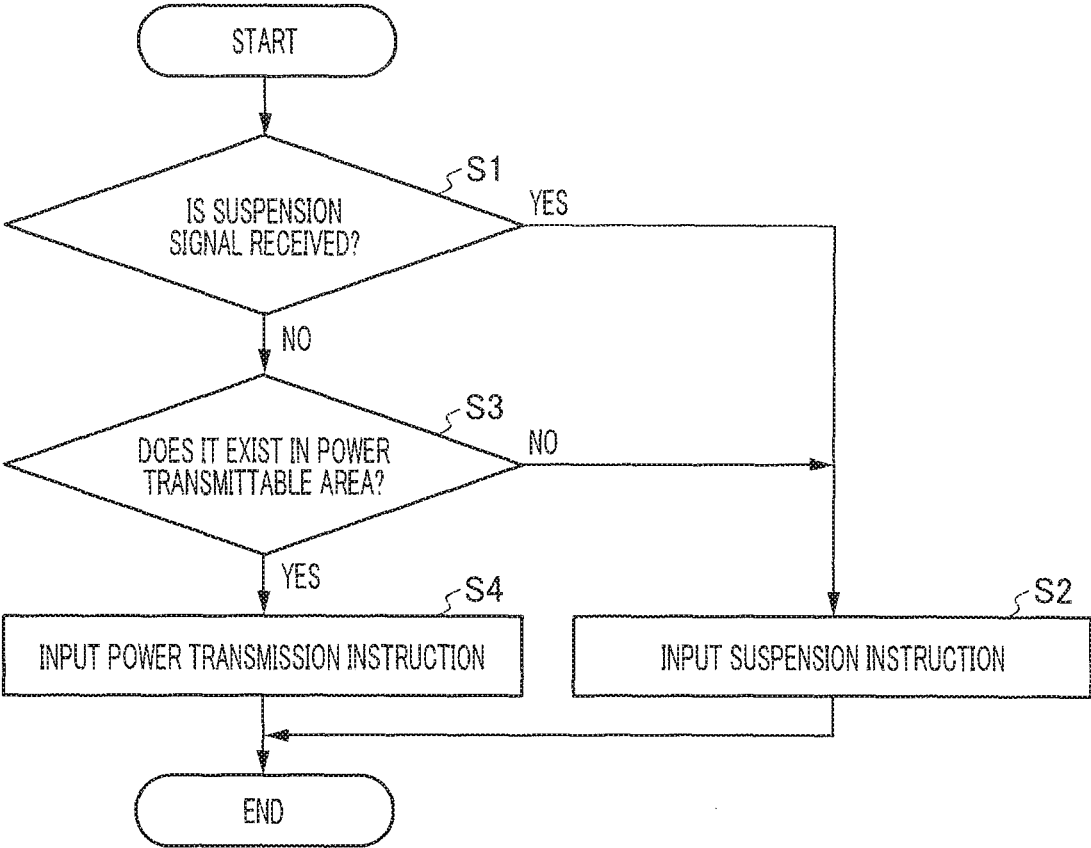 START
S1
IS SUSPENSION
SIGNAL RECEIVED?
YES
NO
S3
DOES IT EXIST IN POWER
TRANSMITTABLE AREA?
NO
YES
S4
INPUT POWER TRANSMISSION INSTRUCTION
S2
INPUT SUSPENSION INSTRUCTION
END